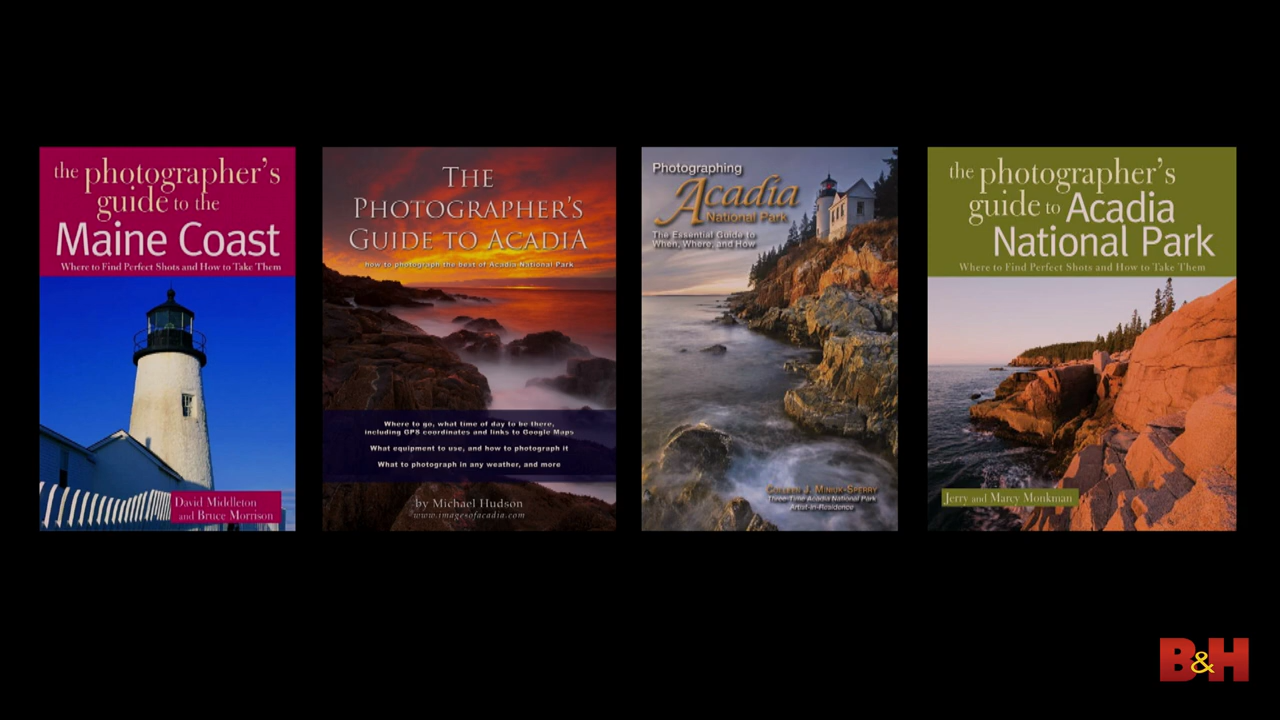 the photographer's
guide to the
Maine Coast
Where to Find Perfect Shots and How to Take Them
David Middleton
and Bruce Morrison
THE
PHOTOGRAPHER'S
GUIDE TO ACADIA
how to photograph the best of Acadia National Park
Where to go, what time of day to be there,
including GPS coordinates and links to Google Maps
What equipment to use, and how to photograph it
What to photograph in any weather, and more
by Michael Hudson
www.imagesofacadia.com
Photographing
Acadia
National Park
The Essential Guide to
When, Where, and How
Colleen J. Miniuk-Sperry
Three-Time Acadia National Park
Artist-in-Residence
the photographer's
guide to Acadia
National Park
Where to Find Perfect Shots and How to Take Them
Jerry and Marcy Monkman
B&H